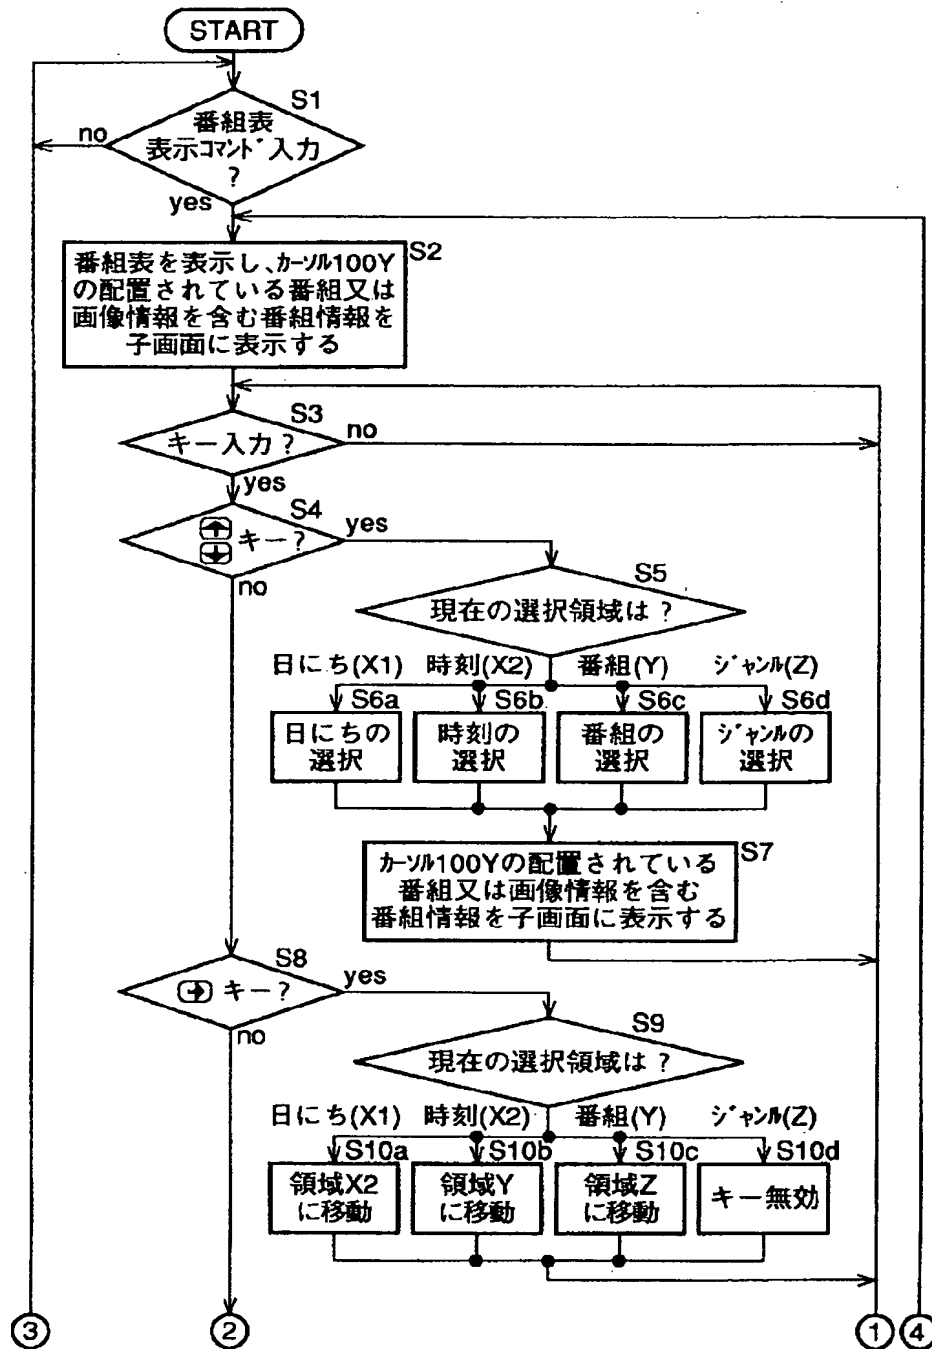 START
S1
番組表
表示ｺﾏﾝﾄﾞ入力
?
no
yes
S2
番組表を表示し、ｶｰｿﾙ100Y
の配置されている番組又は
画像情報を含む番組情報を
子画面に表示する
S3
キー入力?
no
yes
S4
↑
↓ キー?
yes
no
S5
現在の選択領域は?
日にち(X1) 時刻(X2) 番組(Y) ｼﾞｬﾝﾙ(Z)
S6a S6b S6c S6d
日にちの 時刻の 番組の ｼﾞｬﾝﾙの
選択 選択 選択 選択
S7
ｶｰｿﾙ100Yの配置されている
番組又は画像情報を含む
番組情報を子画面に表示する
S8
→ キー?
yes
no
S9
現在の選択領域は?
日にち(X1) 時刻(X2) 番組(Y) ｼﾞｬﾝﾙ(Z)
S10a S10b S10c S10d
領域X2 領域Y 領域Z キー無効
に移動 に移動 に移動
③ ② ① ④